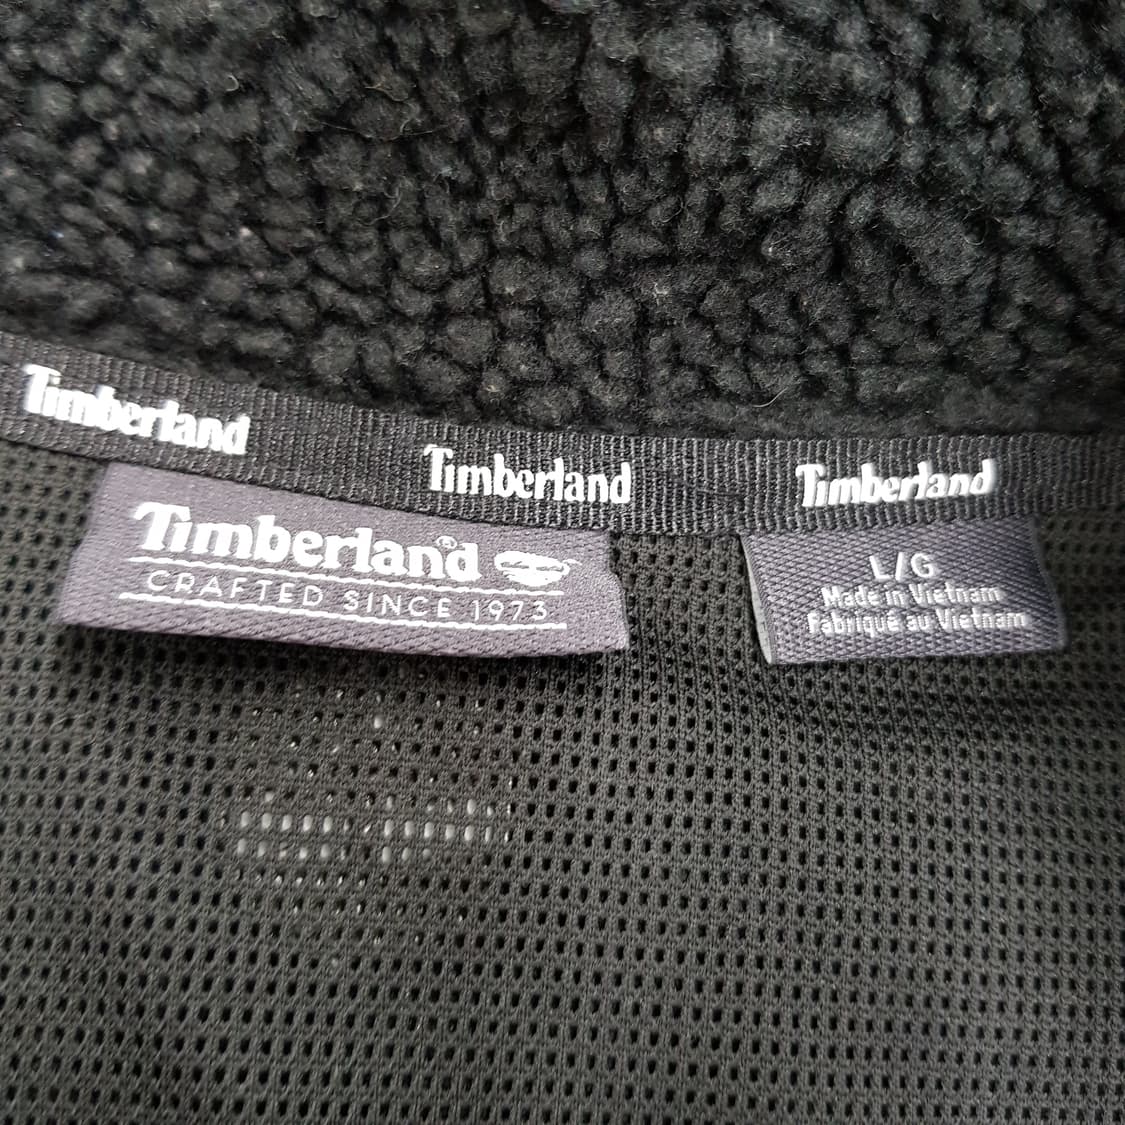 Timberland
Timberland
Timberland
Timberland®
CRAFTED SINCE 1973
L/G
Made in Vietnam
Fabriqué au Vietnam